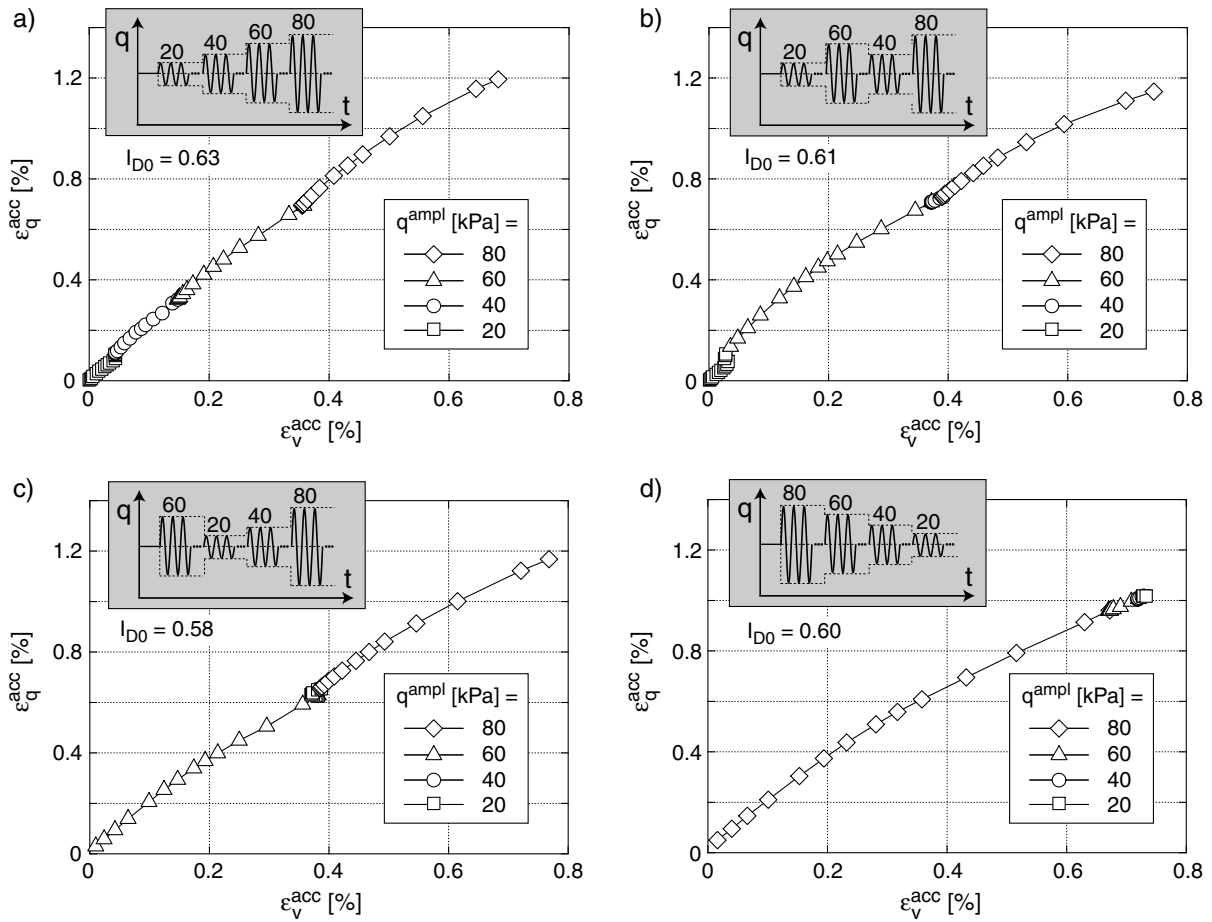 a)
q
20
40
60
80
t
I_D0 = 0.63
ε_q^acc [%]
1.2
0.8
0.4
0
q^ampl [kPa] =
80
60
40
20
0 0.2 0.4 0.6 0.8
ε_v^acc [%]
b)
q
20
60
40
80
t
I_D0 = 0.61
ε_q^acc [%]
1.2
0.8
0.4
0
q^ampl [kPa] =
80
60
40
20
0 0.2 0.4 0.6 0.8
ε_v^acc [%]
c)
q
60
20
40
80
t
I_D0 = 0.58
ε_q^acc [%]
1.2
0.8
0.4
0
q^ampl [kPa] =
80
60
40
20
0 0.2 0.4 0.6 0.8
ε_v^acc [%]
d)
q
80
60
40
20
t
I_D0 = 0.60
ε_q^acc [%]
1.2
0.8
0.4
0
q^ampl [kPa] =
80
60
40
20
0 0.2 0.4 0.6 0.8
ε_v^acc [%]